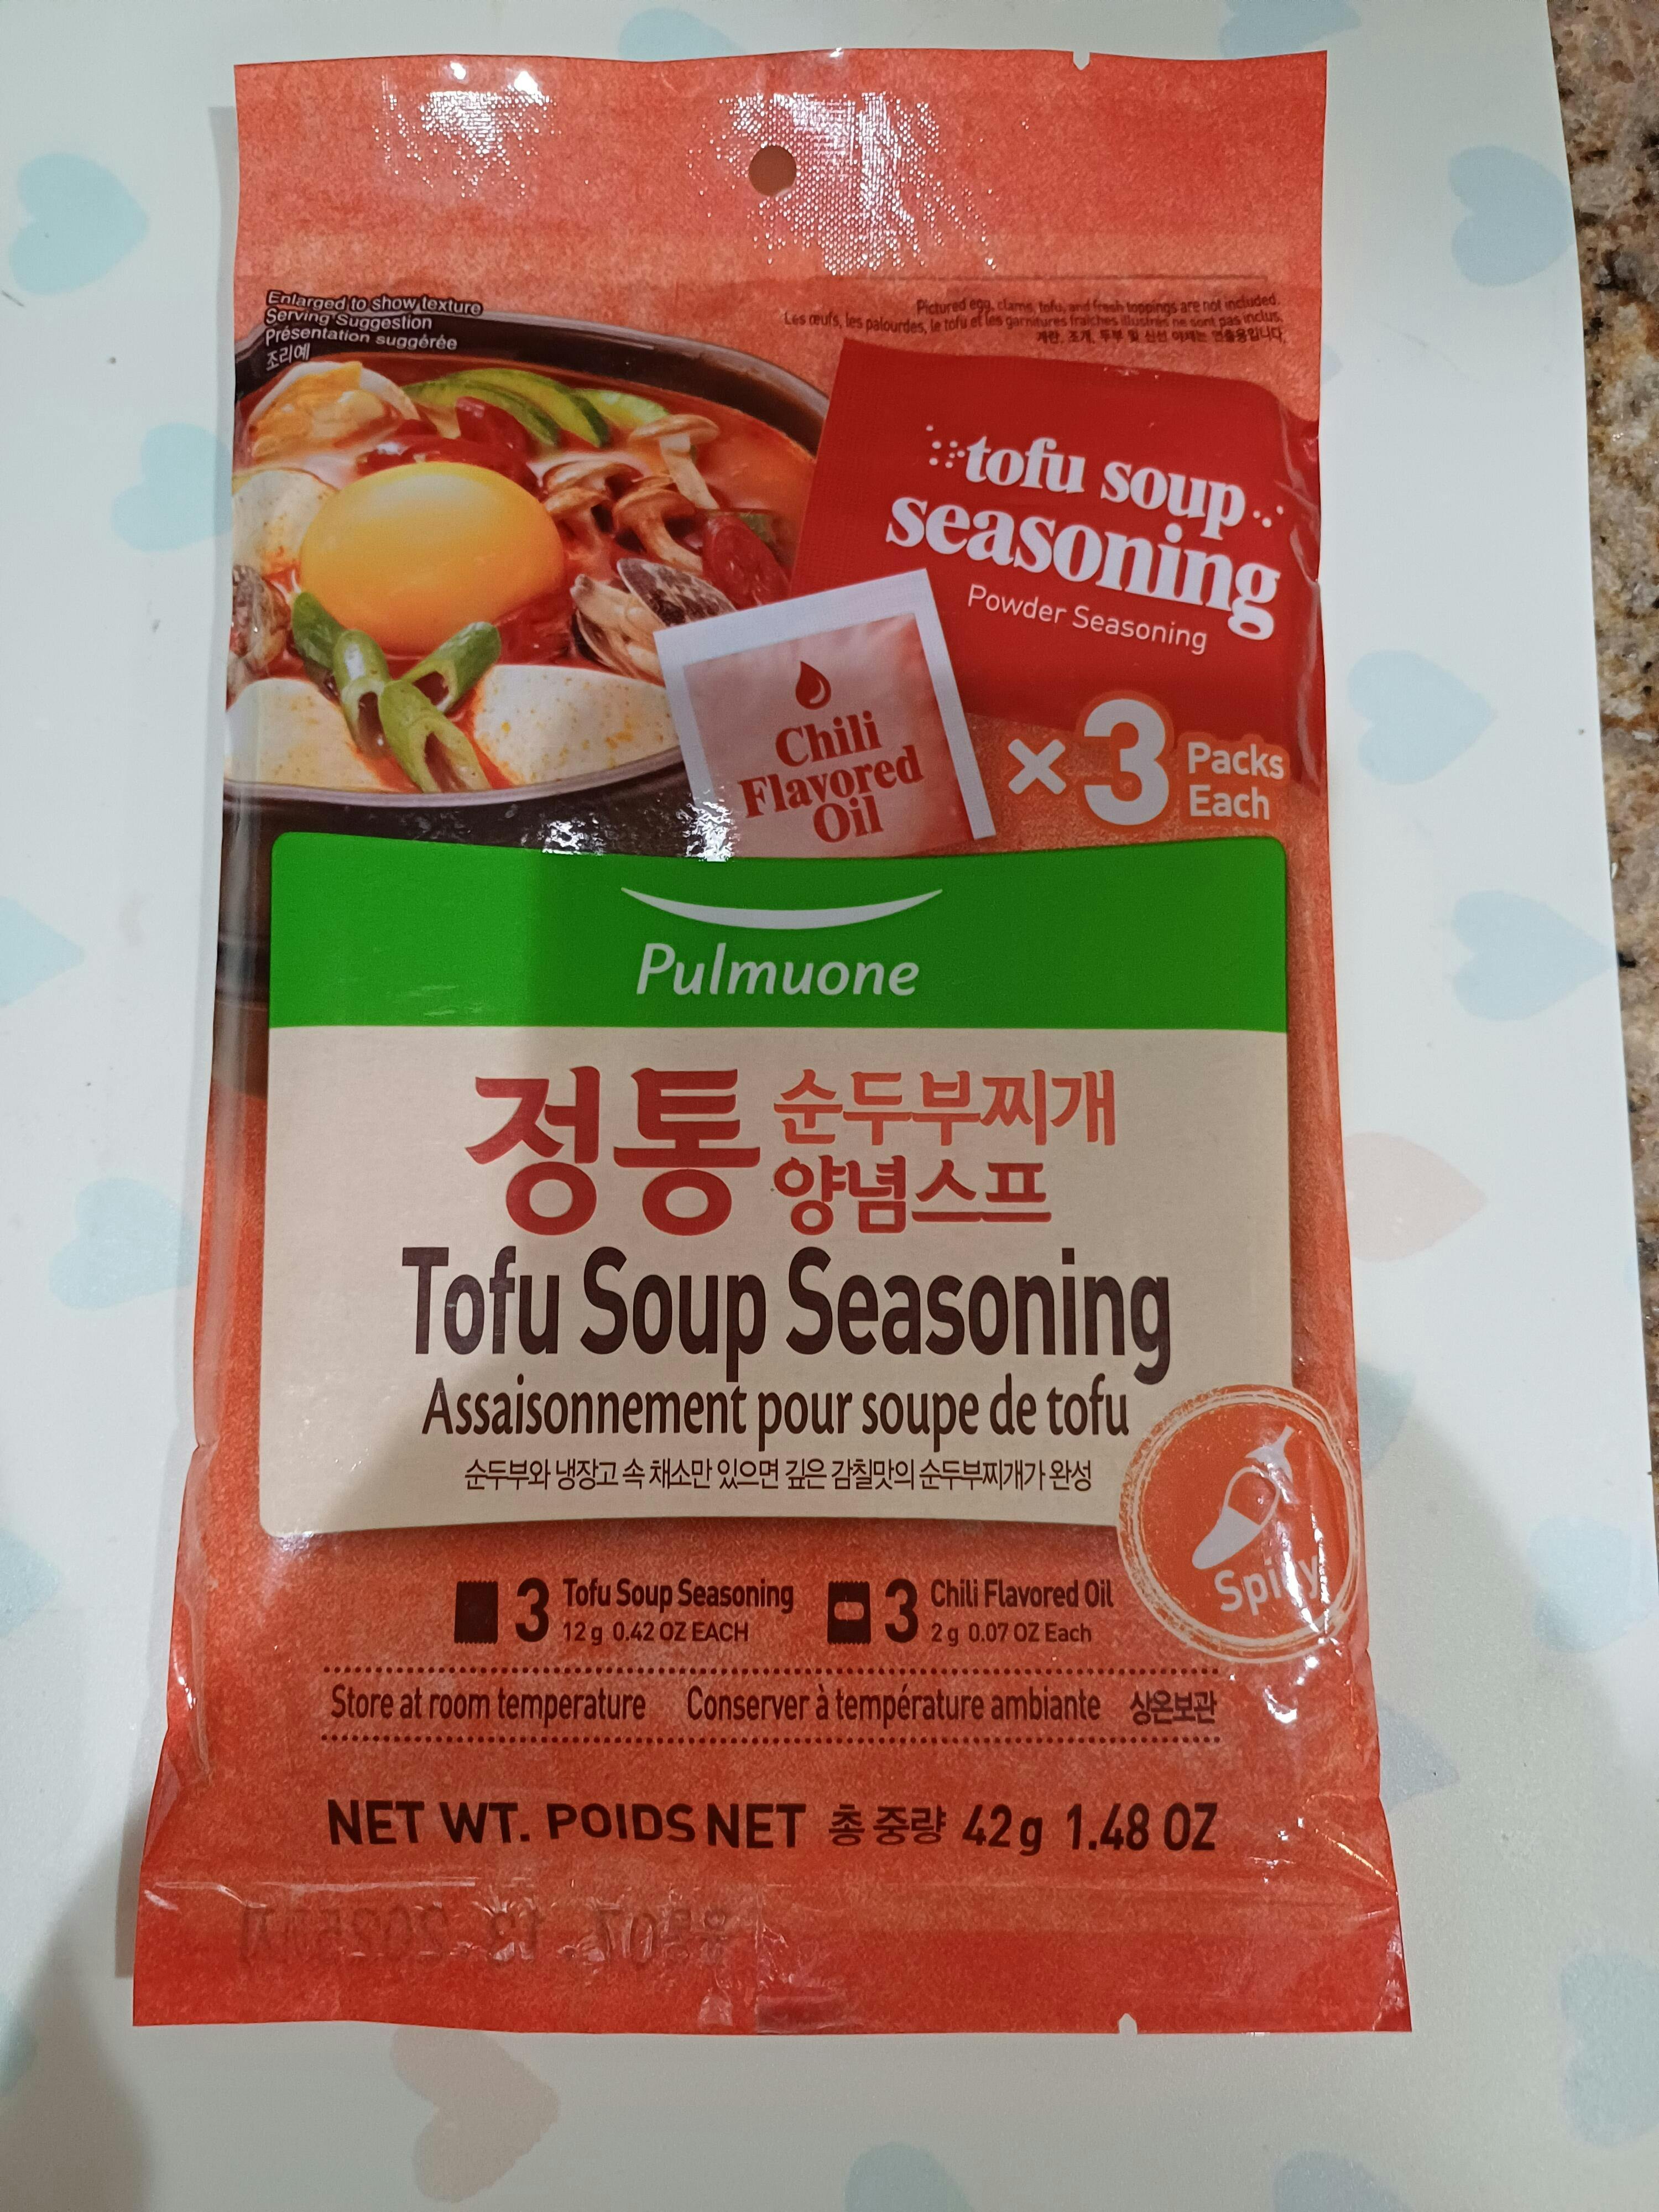 Enlarged to show texture
Serving Suggestion
Présentation suggérée
조리예
Pictured egg, clams, tofu, and fresh toppings are not included.
Les œufs, les palourdes, le tofu et les garnitures fraîches illustrés ne sont pas inclus.
계란, 조개, 두부 및 신선 야채는 연출용입니다.
tofu soup
seasoning
Powder Seasoning
Chili
Flavored
Oil
×3 Packs
Each
Pulmuone
정통 순두부찌개
양념스프
Tofu Soup Seasoning
Assaisonnement pour soupe de tofu
순두부와 냉장고 속 채소만 있으면 깊은 감칠맛의 순두부찌개가 완성
Spicy
3 Tofu Soup Seasoning
12 g 0.42 OZ EACH
3 Chili Flavored Oil
2 g 0.07 OZ Each
Store at room temperature Conserver à température ambiante 상온보관
NET WT. POIDS NET 총 중량 42g 1.48 OZ